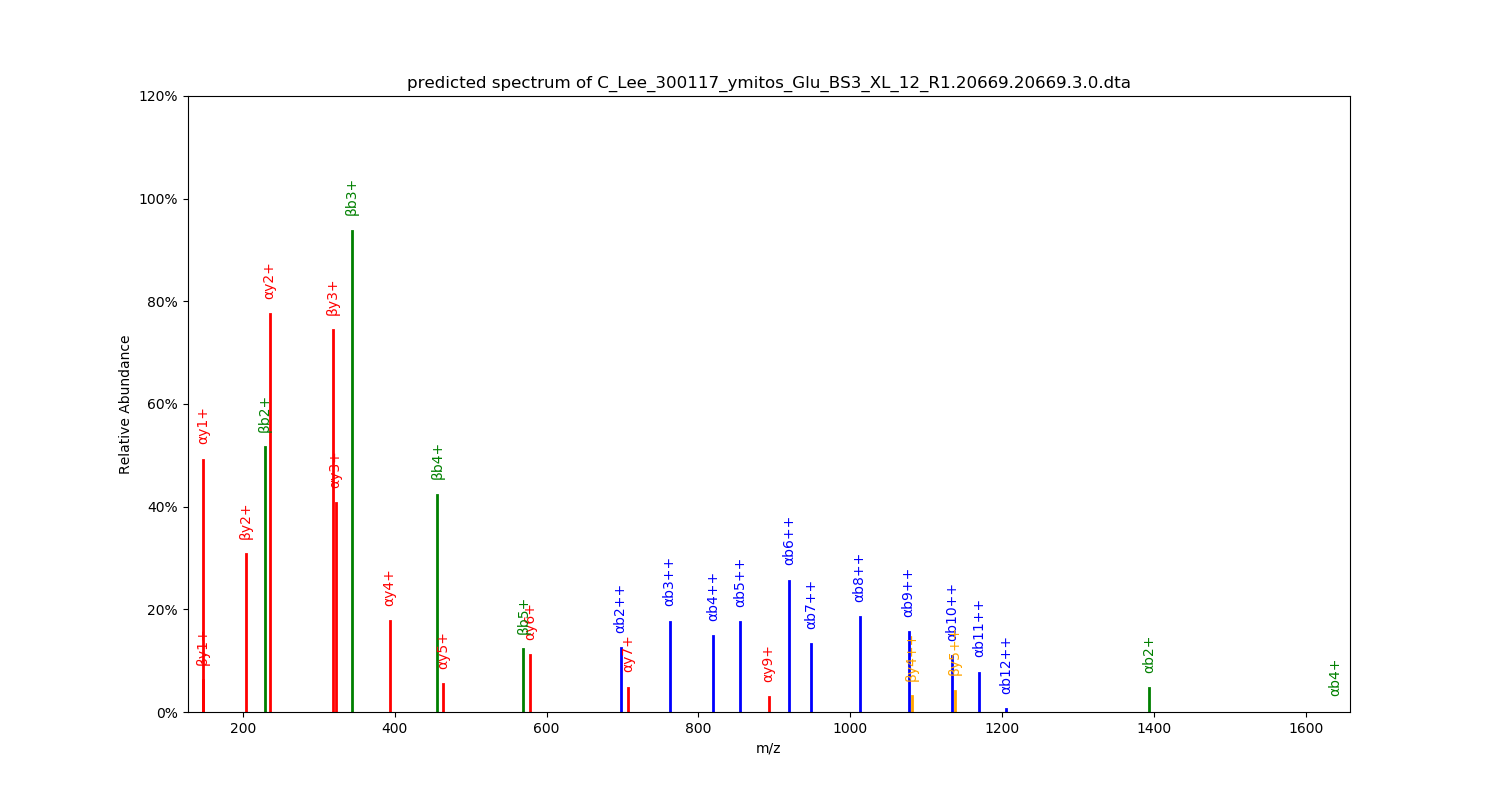 predicted spectrum of C_Lee_300117_ymitos_Glu_BS3_XL_12_R1.20669.20669.3.0.dta
120%
100%
80%
60%
40%
20%
0%
Relative Abundance
200
400
600
800
1000
1200
1400
1600
m/z
αy1+
βy1+
βy2+
βb2+
αy2+
βy3+
αy3+
βb3+
αy4+
βb4+
αy5+
βb5+
αy6+
αb2++
αy7+
αb3++
αb4++
αb5++
αy9+
αb6++
αb7++
αb8++
αb9++
βy4++
αb10++
βy5++
αb11++
αb12++
αb2+
αb4+